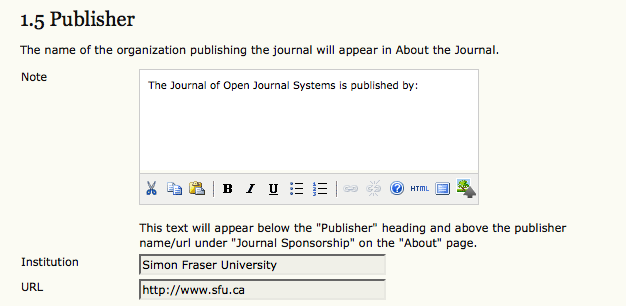 1.5 Publisher
The name of the organization publishing the journal will appear in About the Journal.
Note
The Journal of Open Journal Systems is published by:
B I U HTML
This text will appear below the "Publisher" heading and above the publisher
name/url under "Journal Sponsorship" on the "About" page.
Institution Simon Fraser University
URL http://www.sfu.ca